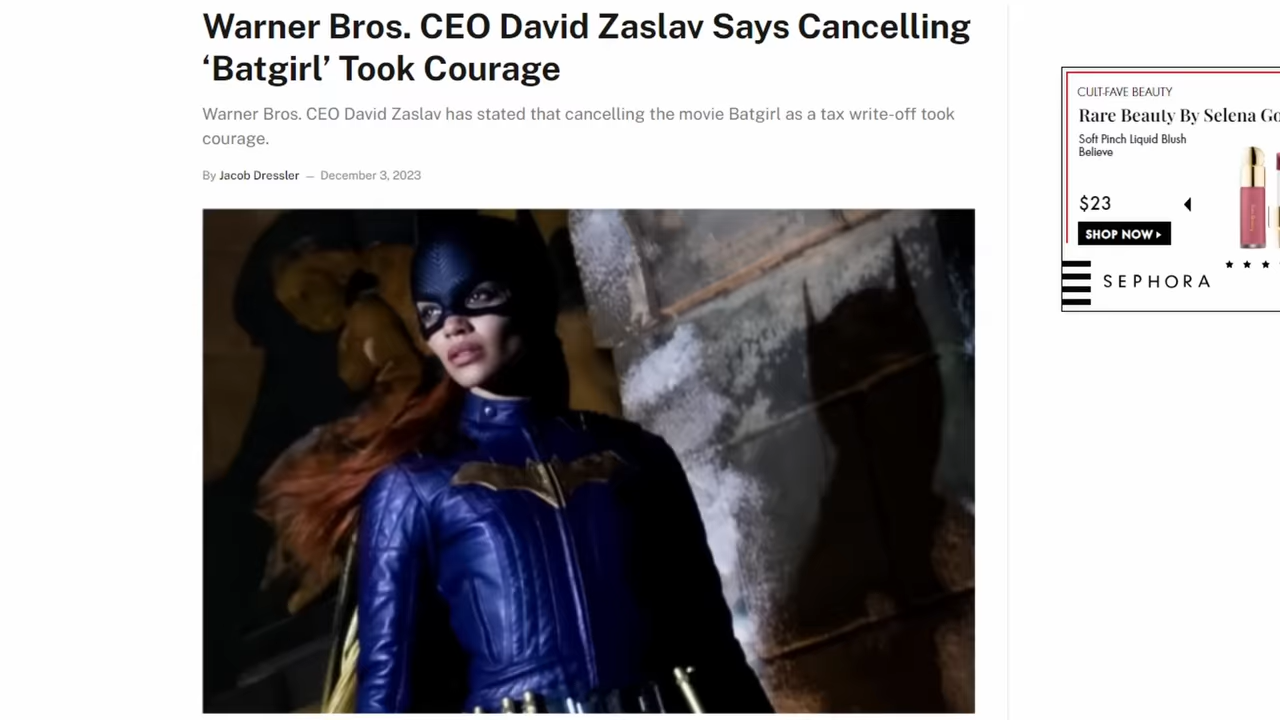 Warner Bros. CEO David Zaslav Says Cancelling
‘Batgirl’ Took Courage
Warner Bros. CEO David Zaslav has stated that cancelling the movie Batgirl as a tax write-off took
courage.
By Jacob Dressler — December 3, 2023
CULT-FAVE BEAUTY
Rare Beauty By Selena Go
Soft Pinch Liquid Blush
Believe
$23
SHOP NOW
SEPHORA